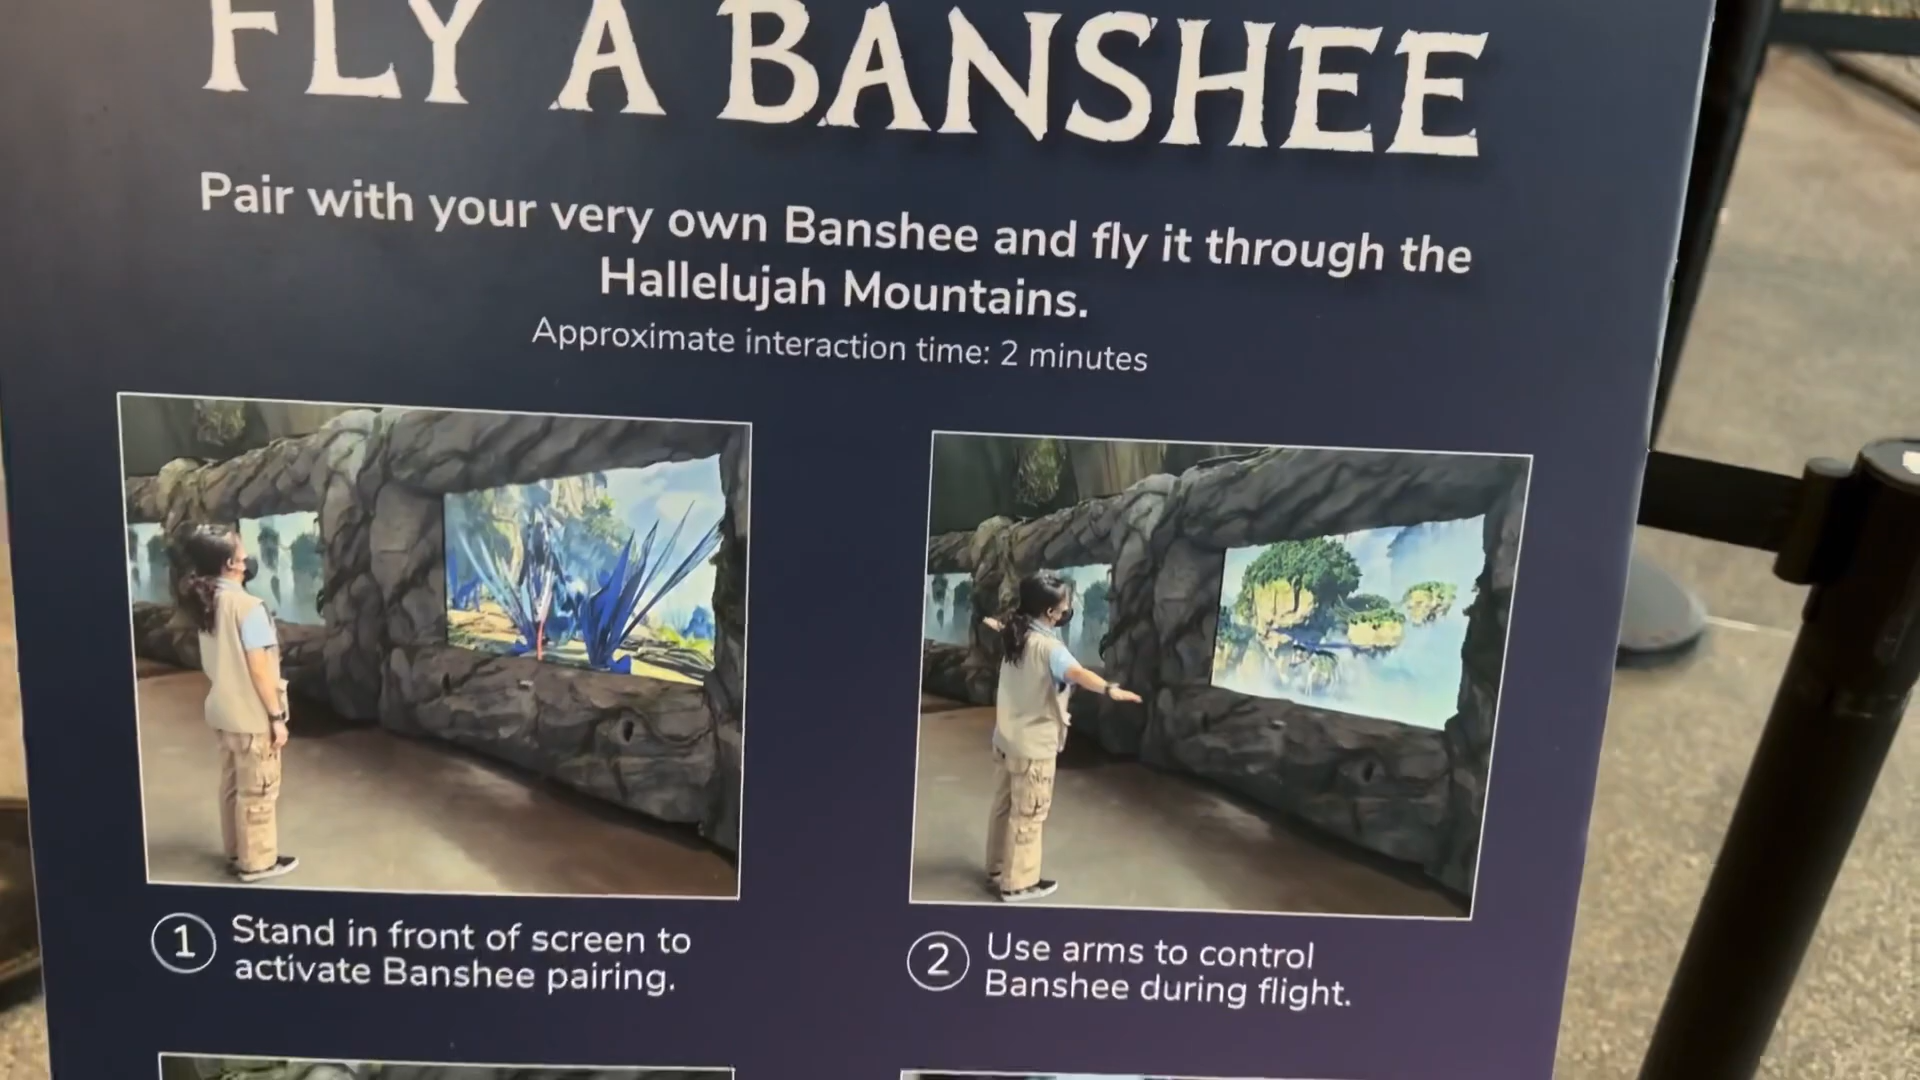 FLY A BANSHEE
Pair with your very own Banshee and fly it through the
Hallelujah Mountains.
Approximate interaction time: 2 minutes
1 Stand in front of screen to
activate Banshee pairing.
2 Use arms to control
Banshee during flight.